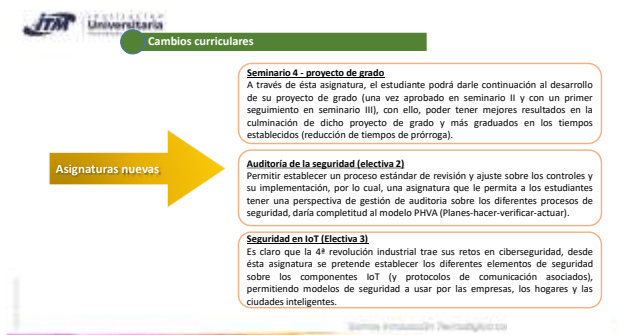 iTM
Institución
Universitaria
Cambios curriculares
Seminario 4 - proyecto de grado
A través de ésta asignatura, el estudiante podrá darle continuación al desarrollo
de su proyecto de grado (una vez aprobado en seminario II y con un primer
seguimiento en seminario III), con ello, poder tener mejores resultados en la
culminación de dicho proyecto de grado y más graduados en los tiempos
establecidos (reducción de tiempos de prórroga).
Asignaturas nuevas
Auditoría de la seguridad (electiva 2)
Permitir establecer un proceso estándar de revisión y ajuste sobre los controles y
su implementación, por lo cual, una asignatura que le permita a los estudiantes
tener una perspectiva de gestión de auditoria sobre los diferentes procesos de
seguridad, daría completitud al modelo PHVA (Planes-hacer-verificar-actuar).
Seguridad en IoT (Electiva 3)
Es claro que la 4ª revolución industrial trae sus retos en ciberseguridad, desde
ésta asignatura se pretende establecer los diferentes elementos de seguridad
sobre los componentes IoT (y protocolos de comunicación asociados),
permitiendo modelos de seguridad a usar por las empresas, los hogares y las
ciudades inteligentes.
Somos Innovación Tecnológica